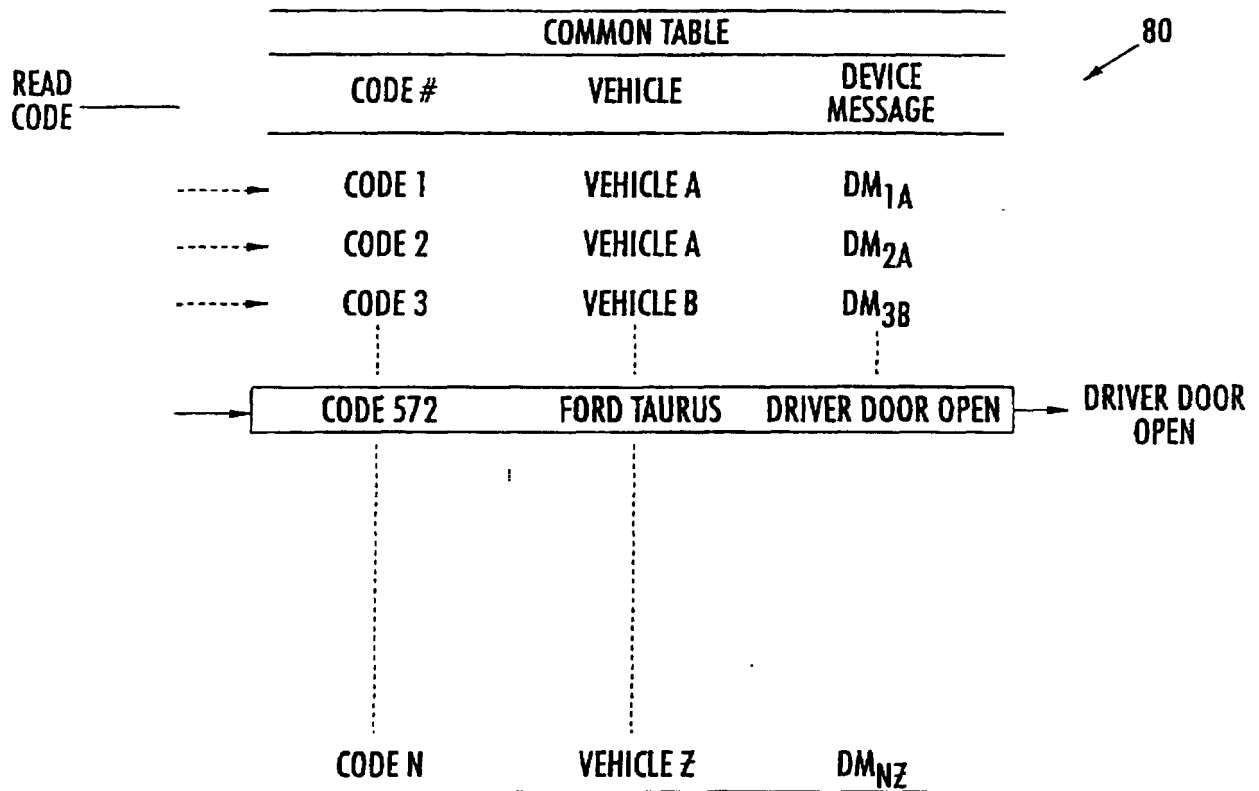 COMMON TABLE
80
READ CODE
CODE # VEHICLE DEVICE MESSAGE
CODE 1 VEHICLE A DM1A
CODE 2 VEHICLE A DM2A
CODE 3 VEHICLE B DM3B
CODE 572 FORD TAURUS DRIVER DOOR OPEN DRIVER DOOR OPEN
CODE N VEHICLE Z DMNZ